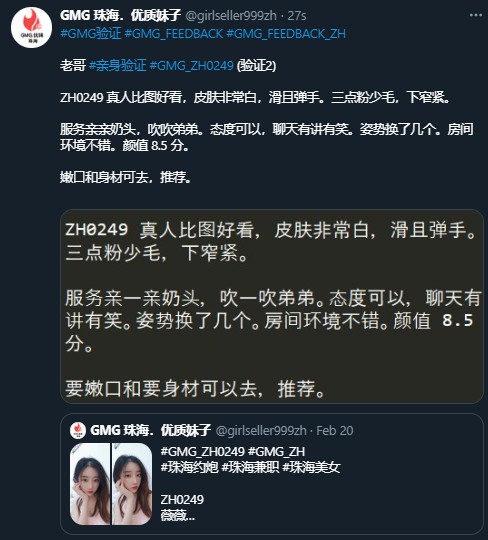 GMG 珠海．优质妹子 @girlseller999zh · 27s
#GMG验证 #GMG_FEEDBACK #GMG_FEEDBACK_ZH
老哥 #亲身验证 #GMG_ZH0249 (验证2)
ZH0249 真人比图好看，皮肤非常白，滑且弹手。三点粉少毛，下窄紧。
服务亲亲奶头，吹吹弟弟。态度可以，聊天有讲有笑。姿势换了几个。房间
环境不错。颜值 8.5 分。
嫩口和身材可去，推荐。
ZH0249 真人比图好看, 皮肤非常白, 滑且弹手。
三点粉少毛, 下窄紧。
服务亲一亲奶头, 吹一吹弟弟。态度可以, 聊天有
讲有笑。姿势换了几个。房间环境不错。颜值 8.5
分。
要嫩口和要身材可以去, 推荐。
GMG 珠海．优质妹子 @girlseller999zh · Feb 20
#GMG_ZH0249 #GMG_ZH
#珠海约炮 #珠海兼职 #珠海美女
ZH0249
薇薇...